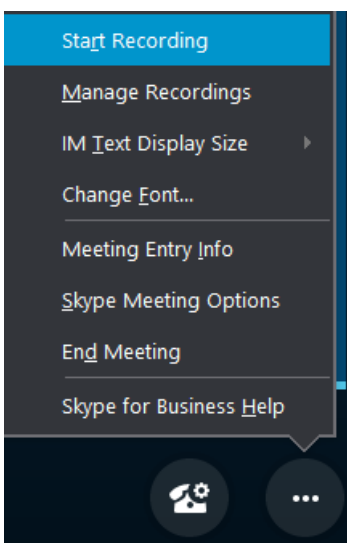 Start Recording
Manage Recordings
IM Text Display Size
Change Font...
Meeting Entry Info
Skype Meeting Options
End Meeting
Skype for Business Help